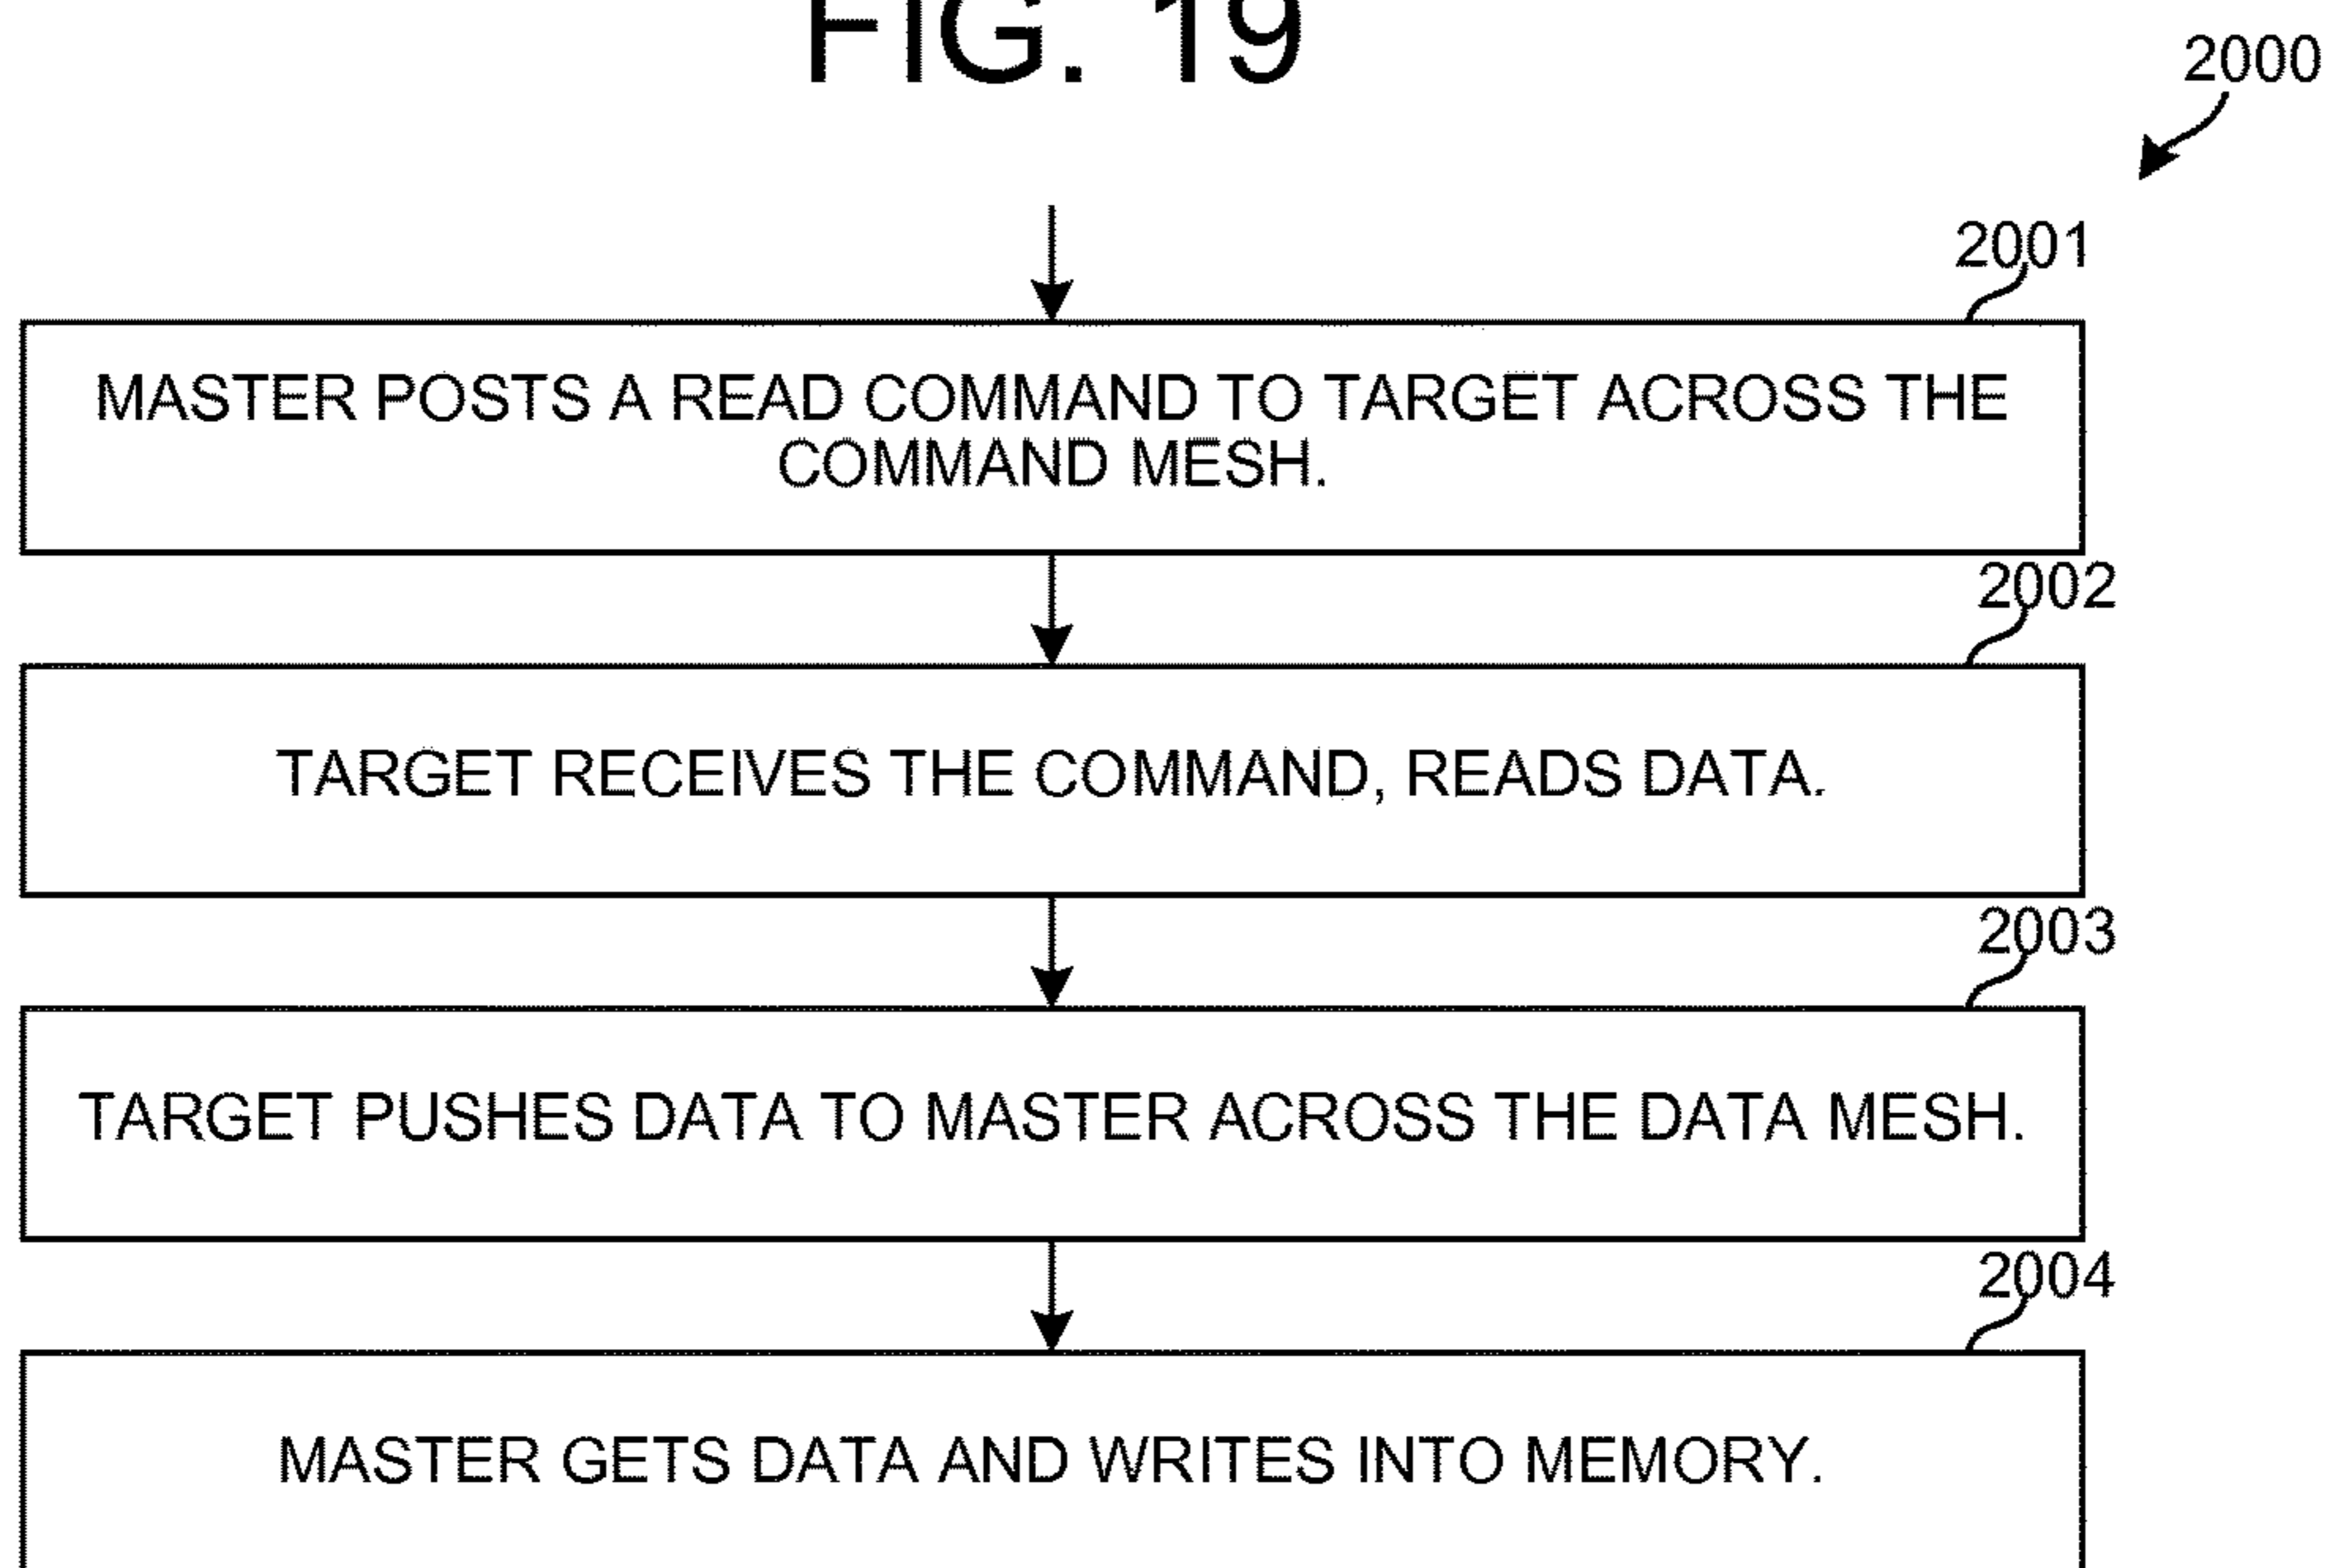 FIG. 19
2000
2001
MASTER POSTS A READ COMMAND TO TARGET ACROSS THE
COMMAND MESH.
2002
TARGET RECEIVES THE COMMAND, READS DATA.
2003
TARGET PUSHES DATA TO MASTER ACROSS THE DATA MESH.
2004
MASTER GETS DATA AND WRITES INTO MEMORY.